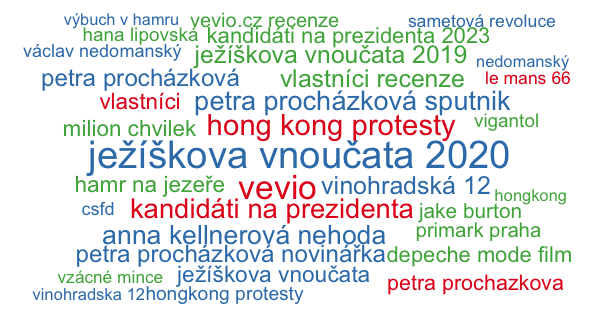 výbuch v hamru yevio.cz recenze sametová revoluce
hana lipovská kandidáti na prezidenta 2023
václav nedomanský ježíškova vnoučata 2019 nedomanský
petra procházková vlastníci recenze le mans 66
vlastníci petra procházková sputnik
milion chvilek hong kong protesty vigantol
ježíškova vnoučata 2020
hamr na jezeře vevio vinohradská 12 hongkong
csfd kandidáti na prezidenta jake burton
anna kellnerová nehoda primark praha
petra procházková novinářka depeche mode film
vzácné mince ježíškova vnoučata petra prochazkova
vinohradska 12 hongkong protesty